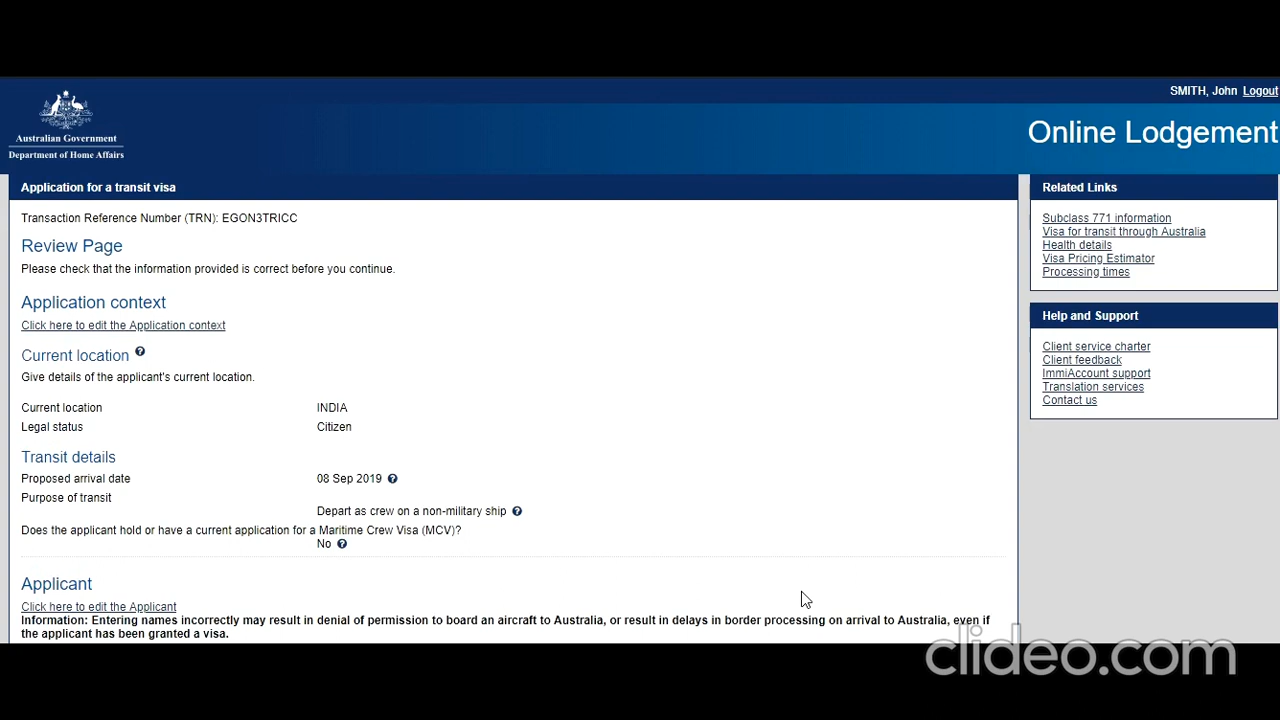 SMITH, John Logout
Australian Government
Department of Home Affairs
Online Lodgement
Application for a transit visa
Transaction Reference Number (TRN): EGON3TRICC
Review Page
Please check that the information provided is correct before you continue.
Application context
Click here to edit the Application context
Current location ?
Give details of the applicant's current location.
Current location INDIA
Legal status Citizen
Transit details
Proposed arrival date 08 Sep 2019 ?
Purpose of transit
Depart as crew on a non-military ship ?
Does the applicant hold or have a current application for a Maritime Crew Visa (MCV)?
No ?
Applicant
Click here to edit the Applicant
Information: Entering names incorrectly may result in denial of permission to board an aircraft to Australia, or result in delays in border processing on arrival to Australia, even if
the applicant has been granted a visa.
Related Links
Subclass 771 information
Visa for transit through Australia
Health details
Visa Pricing Estimator
Processing times
Help and Support
Client service charter
Client feedback
ImmiAccount support
Translation services
Contact us
clideo.com